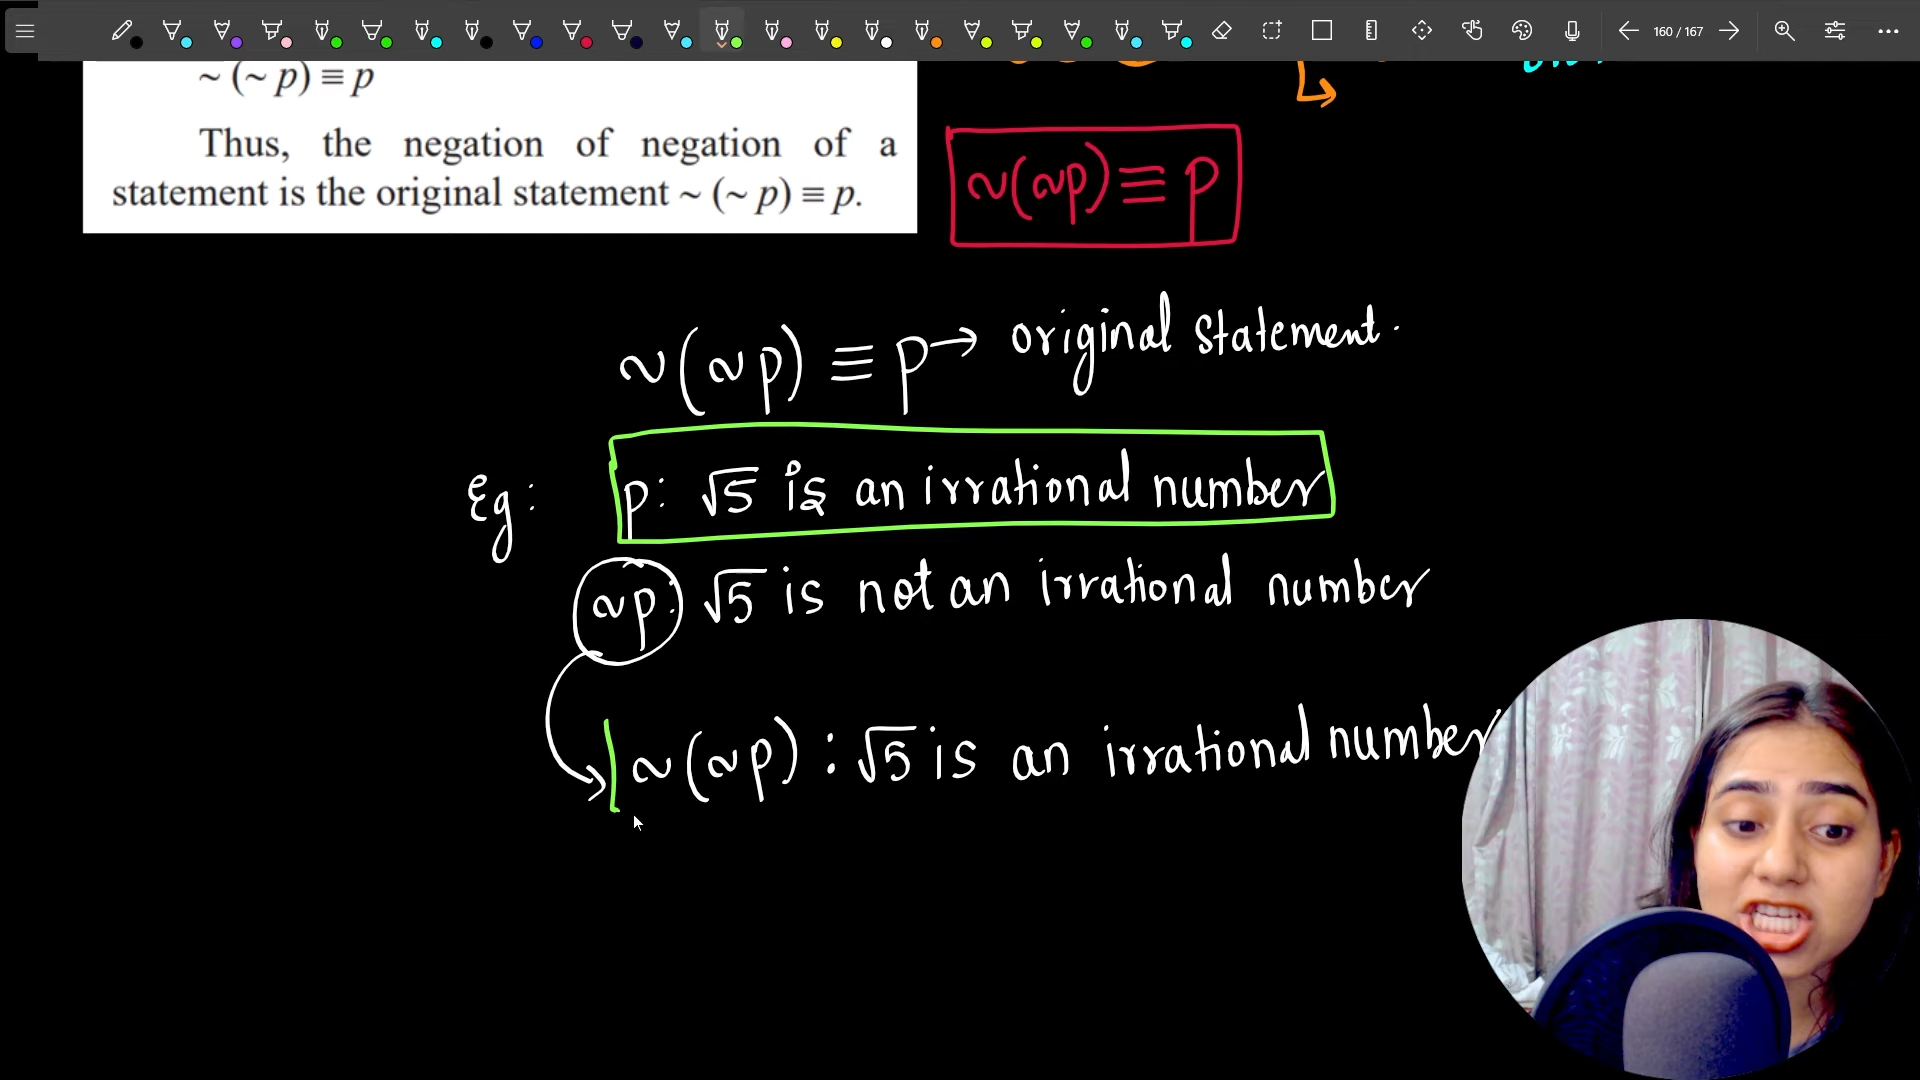 160 / 167
~ (~ p) ≡ p
Thus, the negation of negation of a
statement is the original statement ~ (~ p) ≡ p.
~(~p) ≡ p
~(~p) ≡ p → original statement.
Eg: p: √5 is an irrational number
~p: √5 is not an irrational number
~(~p) : √5 is an irrational number